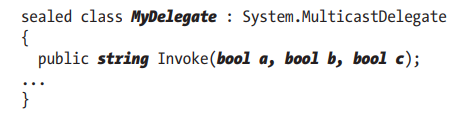 sealed class MyDelegate : System.MulticastDelegate
{
  public string Invoke(bool a, bool b, bool c);
...
}